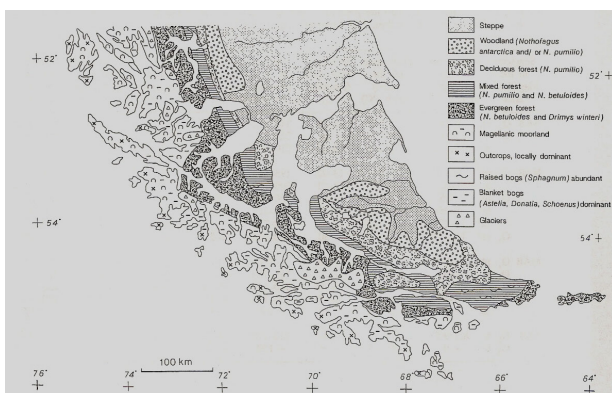 Steppe
Woodland (Nothofagus
antarctica and/ or N. pumilio)
Deciduous forest (N. pumilio)
Mixed forest
(N. pumilio and N. betuloides)
Evergreen forest
(N. betuloides and Drimys winteri)
Magellanic moorland
Outcrops, locally dominant
Raised bogs (Sphagnum) abundant
Blanket bogs
(Astelia, Donatia, Schoenus) dominant
Glaciers
52°
52°
54°
54°
100 km
76°
74°
72°
70°
68°
66°
64°